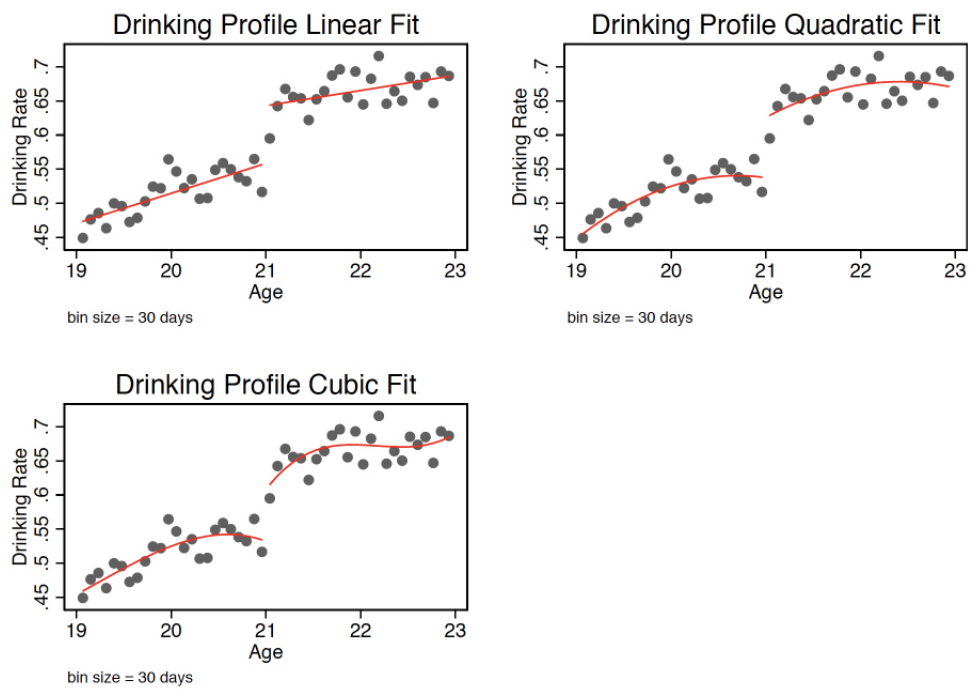 Drinking Profile Linear Fit
Drinking Rate
.7
.65
.6
.55
.5
.45
19 20 21 22 23
Age
bin size = 30 days
Drinking Profile Quadratic Fit
Drinking Rate
.7
.65
.6
.55
.5
.45
19 20 21 22 23
Age
bin size = 30 days
Drinking Profile Cubic Fit
Drinking Rate
.7
.65
.6
.55
.5
.45
19 20 21 22 23
Age
bin size = 30 days